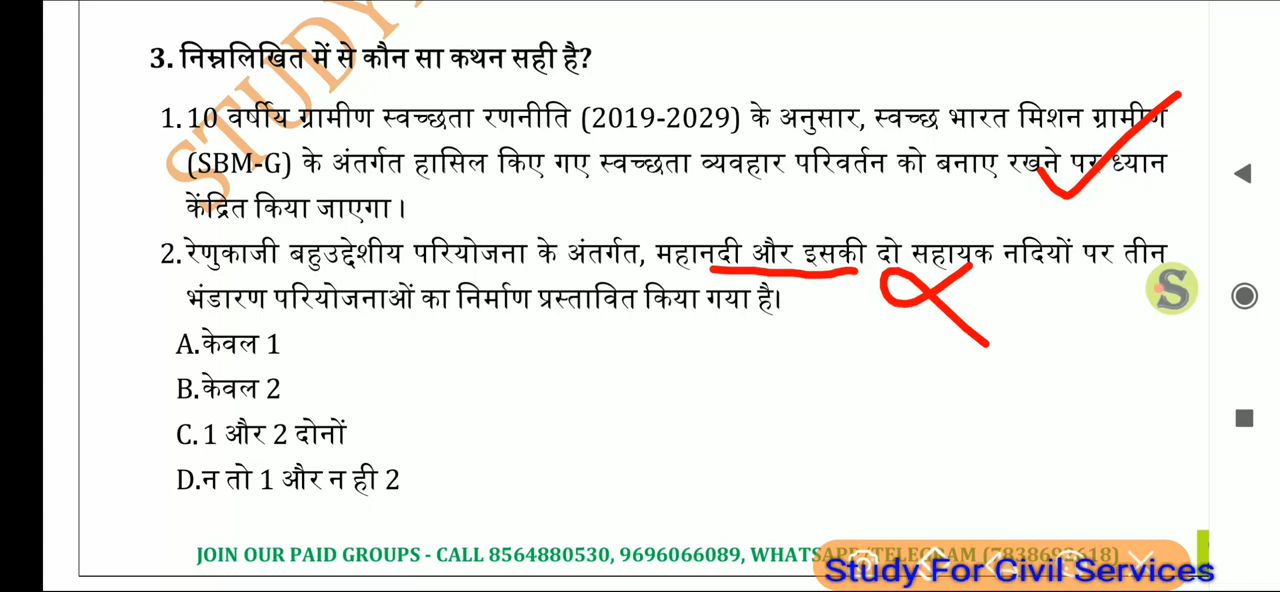 3. निम्नलिखित में से कौन सा कथन सही है?
1. 10 वर्षीय ग्रामीण स्वच्छता रणनीति (2019-2029) के अनुसार, स्वच्छ भारत मिशन ग्रामीण
(SBM-G) के अंतर्गत हासिल किए गए स्वच्छता व्यवहार परिवर्तन को बनाए रखने पर ध्यान
केंद्रित किया जाएगा।
2. रेणुकाजी बहुउद्देशीय परियोजना के अंतर्गत, महानदी और इसकी दो सहायक नदियों पर तीन
भंडारण परियोजनाओं का निर्माण प्रस्तावित किया गया है।
A. केवल 1
B. केवल 2
C. 1 और 2 दोनों
D. न तो 1 और न ही 2
STUDY
S
JOIN OUR PAID GROUPS - CALL 8564880530, 9696066089, WHATSAPP/TELEGRAM
Study For Civil Services